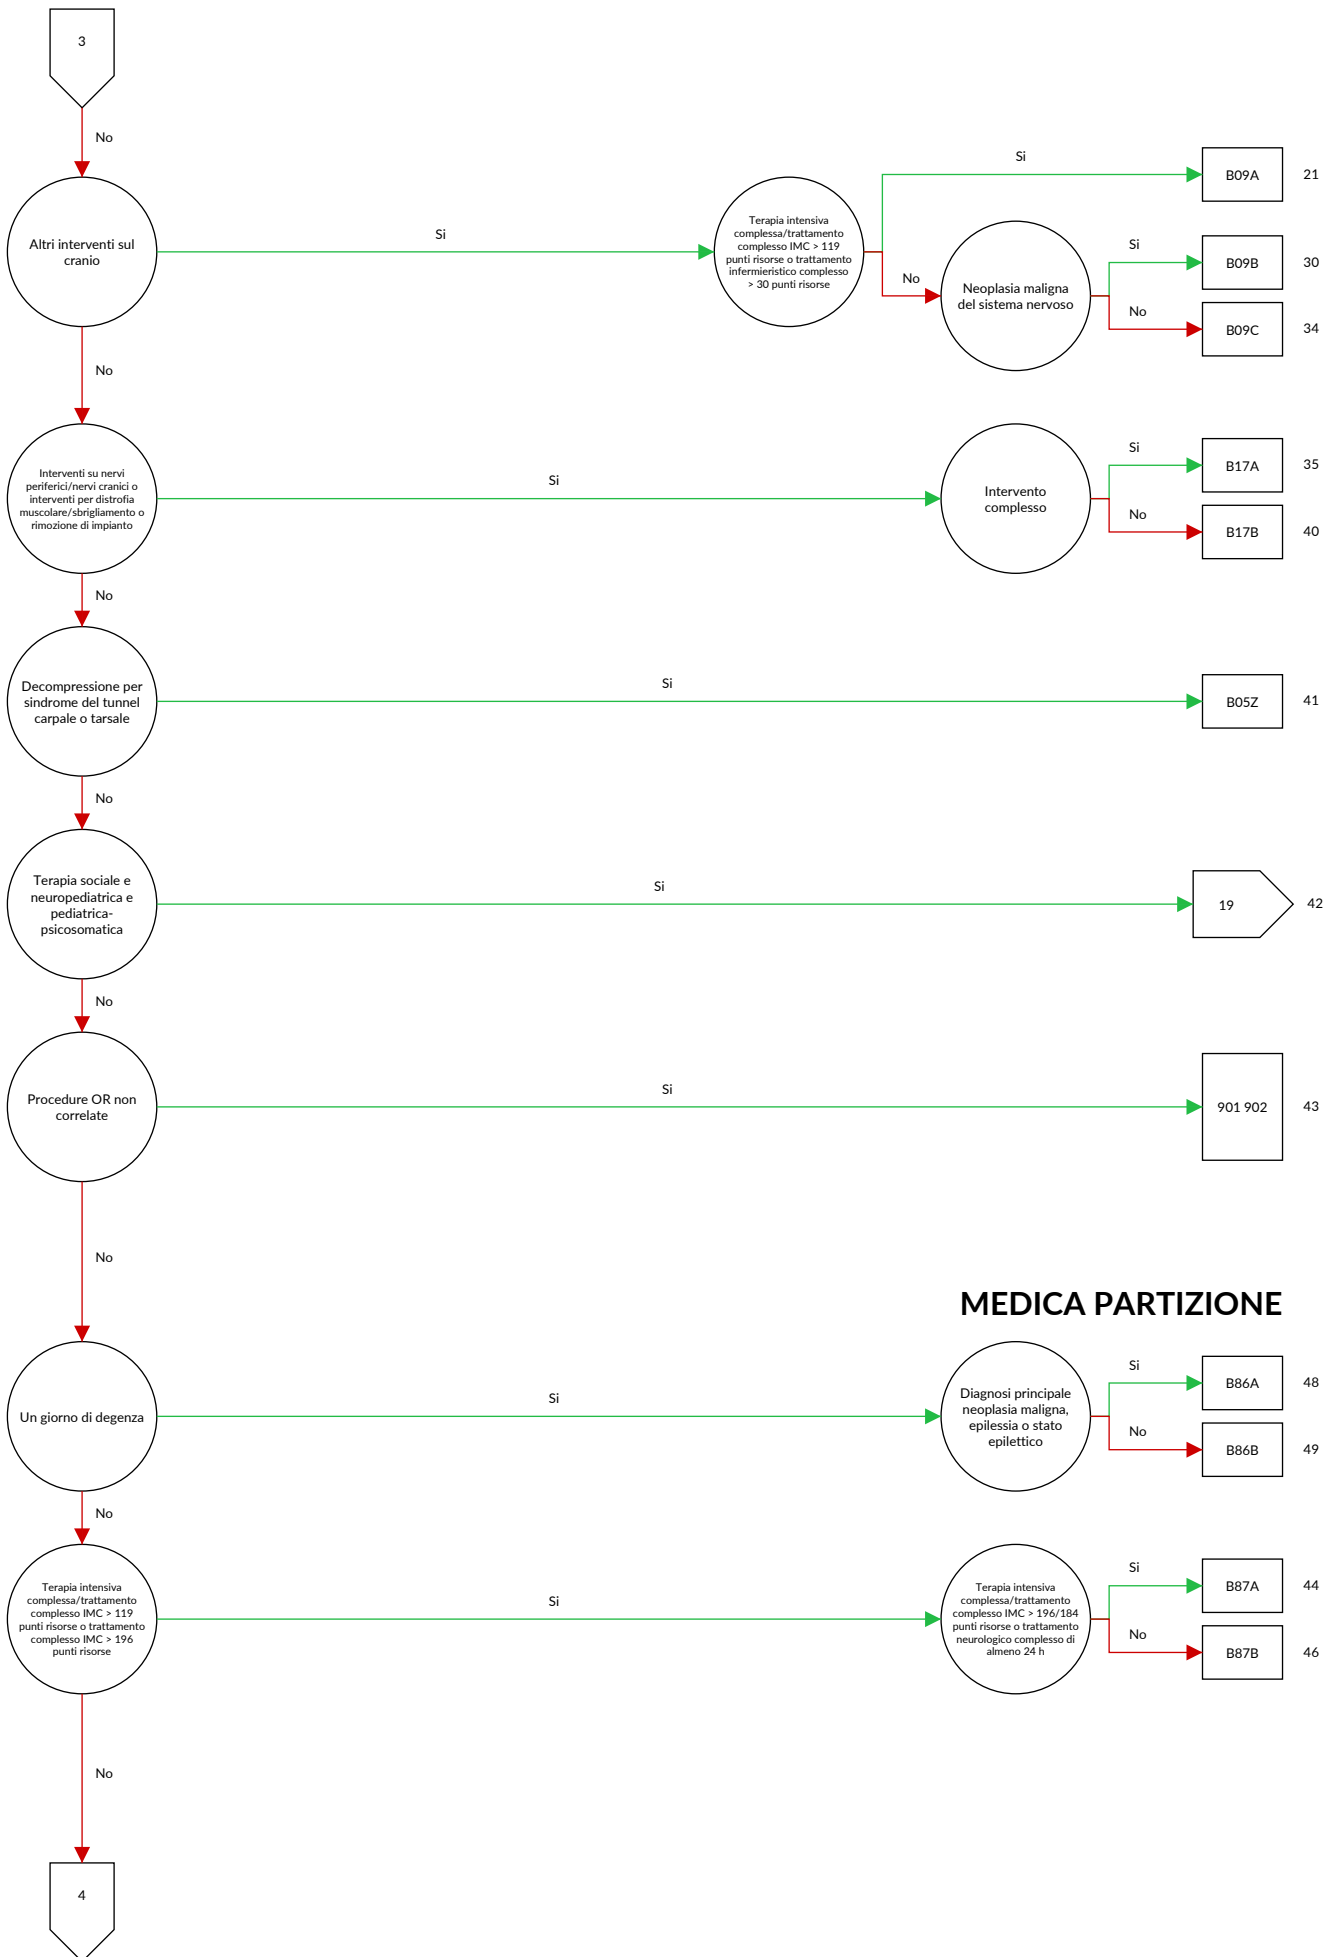 3
No
Altri interventi sul
cranio
Si
Terapia intensiva
complessa/trattamento
complesso IMC > 119
punti risorse o trattamento
infermieristico complesso
> 30 punti risorse
Si
B09A
21
No
Neoplasia maligna
del sistema nervoso
Si
B09B
30
No
B09C
34
No
Interventi su nervi
periferici/nervi cranici o
interventi per distrofia
muscolare/sbrigliamento o
rimozione di impianto
Si
Intervento
complesso
Si
B17A
35
No
B17B
40
No
Decompressione per
sindrome del tunnel
carpale o tarsale
Si
B05Z
41
No
Terapia sociale e
neuropediatrica e
pediatrica-
psicosomatica
Si
19
42
No
Procedure OR non
correlate
Si
901 902
43
No
MEDICA PARTIZIONE
Un giorno di degenza
Si
Diagnosi principale
neoplasia maligna,
epilessia o stato
epilettico
Si
B86A
48
No
B86B
49
No
Terapia intensiva
complessa/trattamento
complesso IMC > 119
punti risorse o trattamento
complesso IMC > 196
punti risorse
Si
Terapia intensiva
complessa/trattamento
complesso IMC > 196/184
punti risorse o trattamento
neurologico complesso di
almeno 24 h
Si
B87A
44
No
B87B
46
No
4